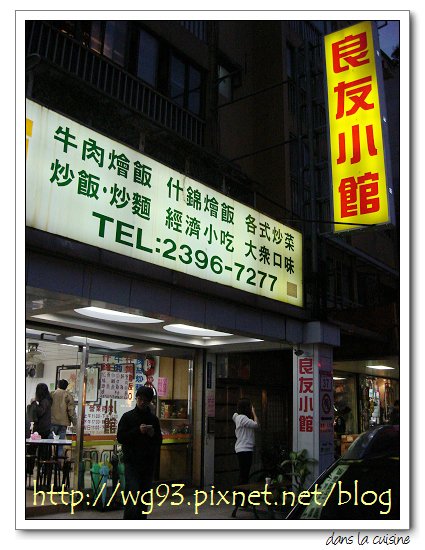 良友小館
牛肉燴飯 什錦燴飯 各式炒菜
炒飯·炒麵 經濟小吃 大衆口味
TEL:2396-7277
良友小館
http://wg93.pixnet.net/blog
dans la cuisine